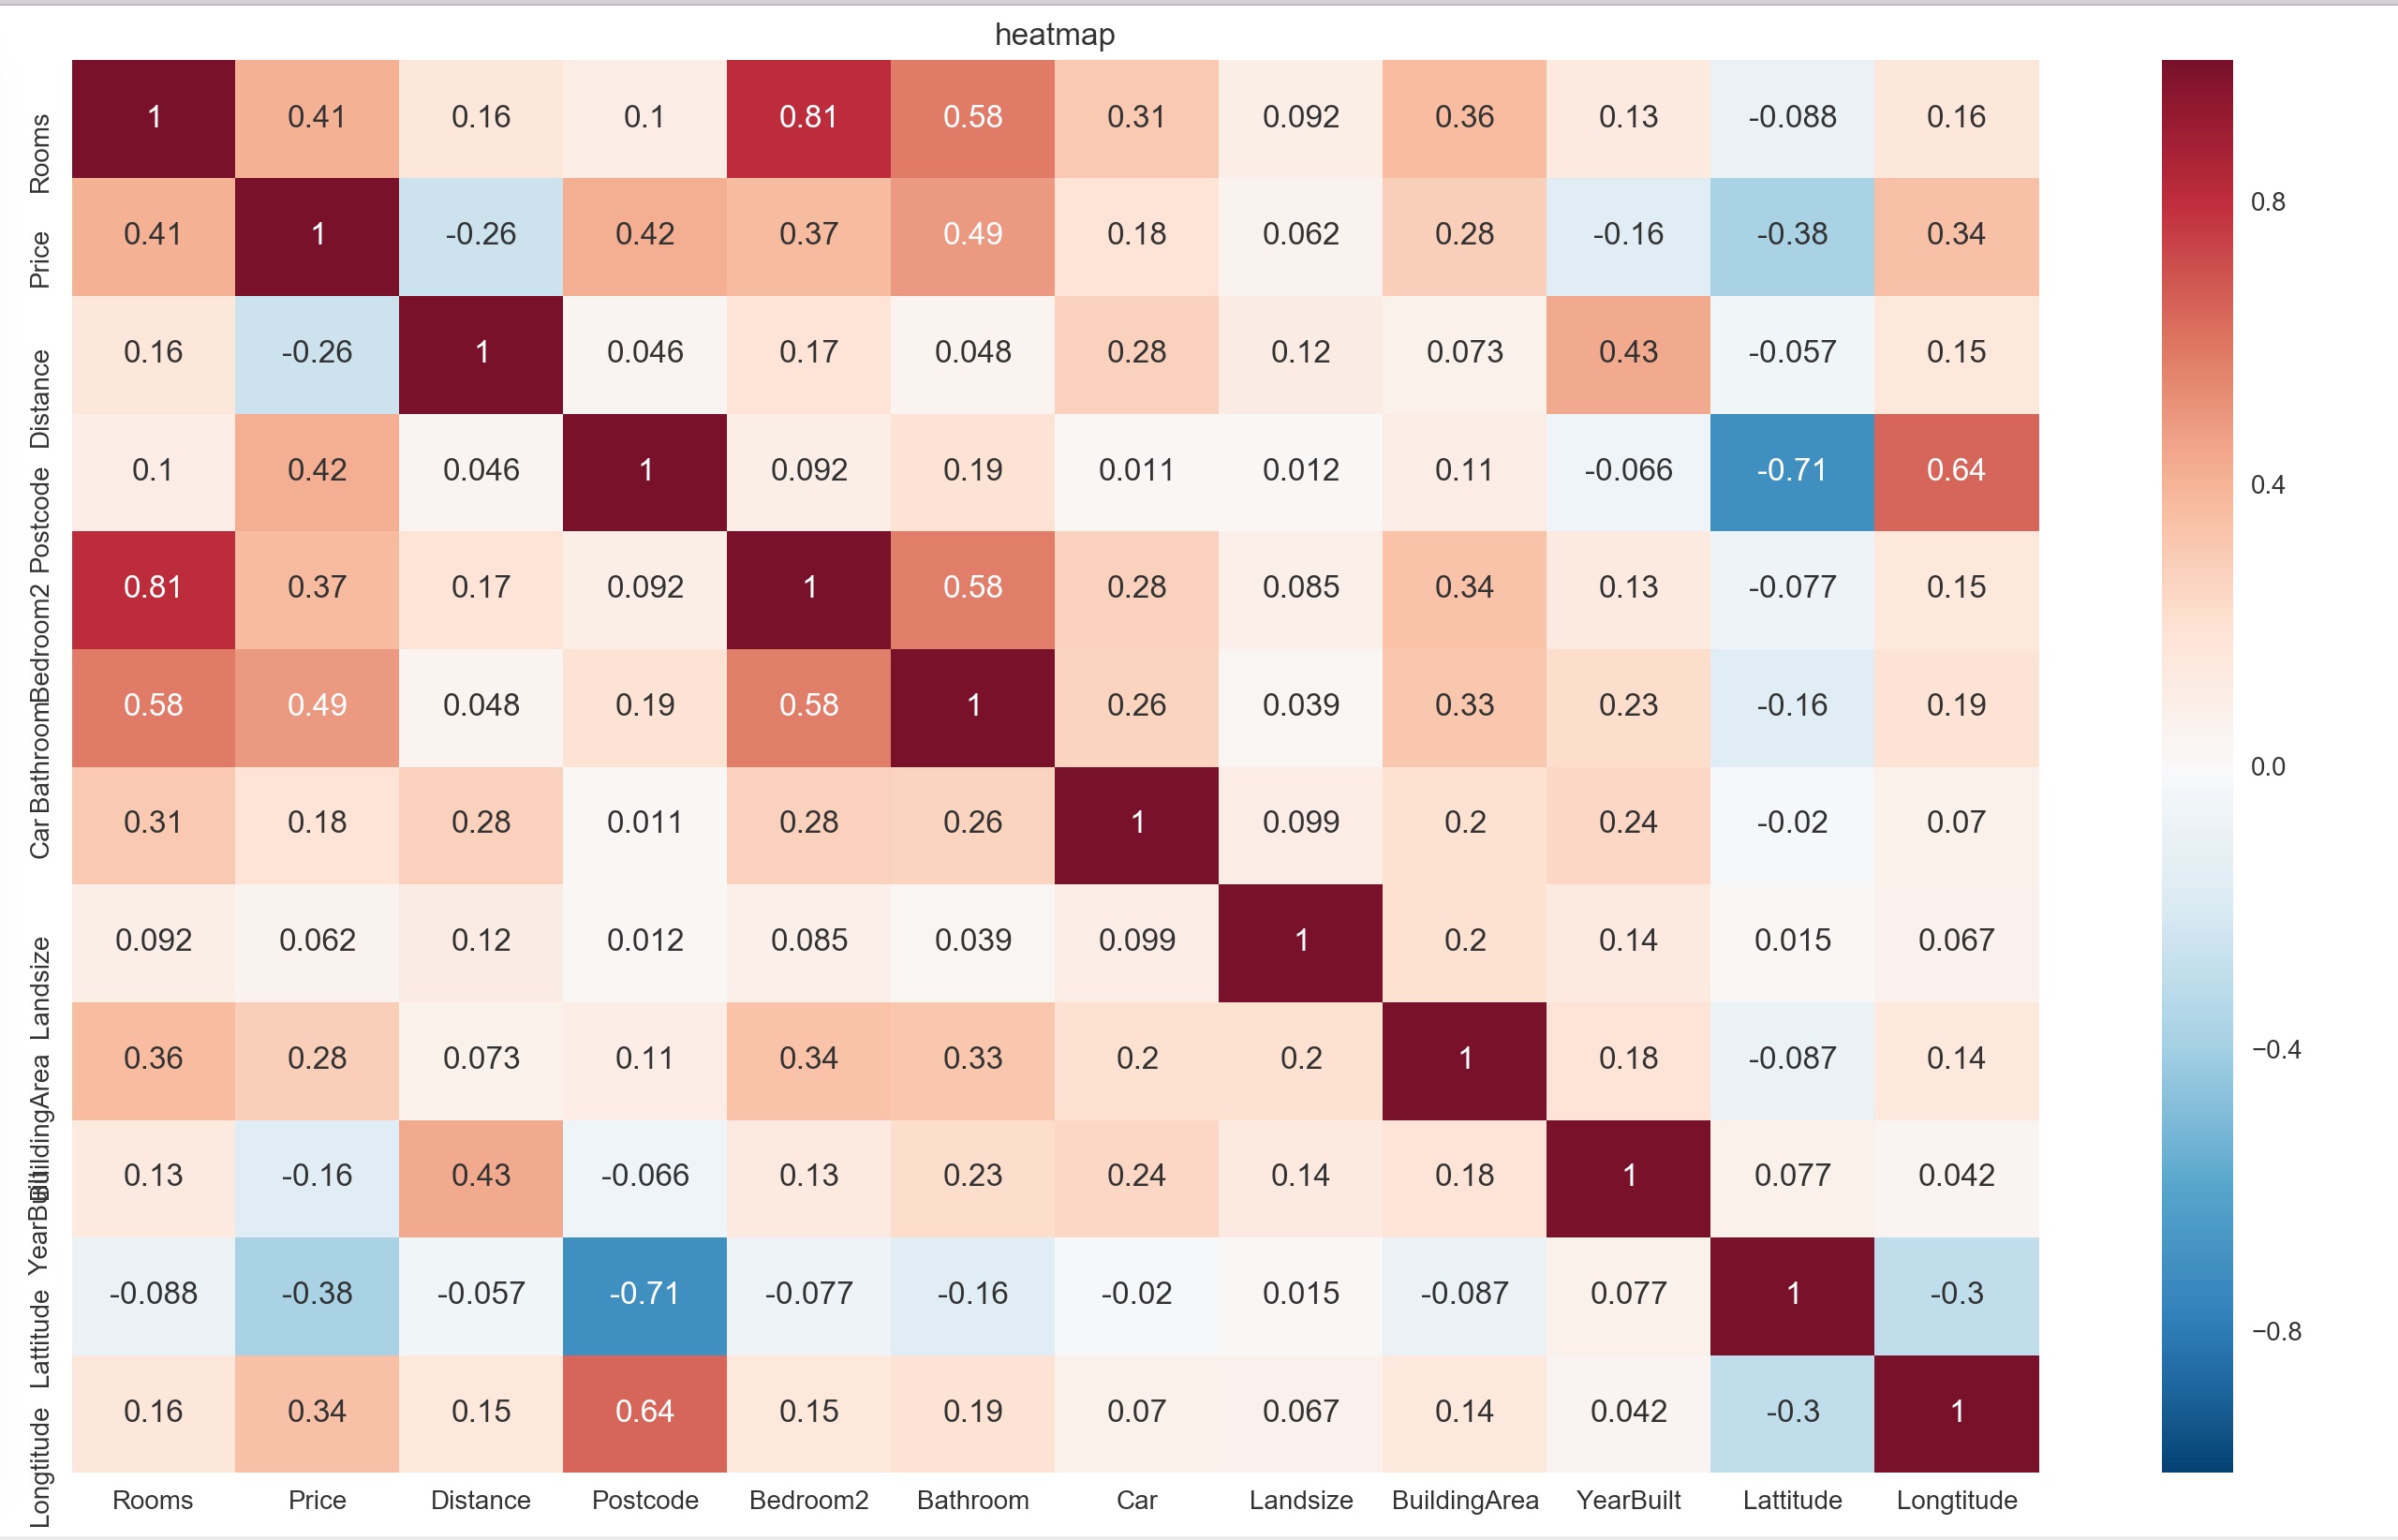 heatmap
Rooms 1 0.41 0.16 0.1 0.81 0.58 0.31 0.092 0.36 0.13 -0.088 0.16
Price 0.41 1 -0.26 0.42 0.37 0.49 0.18 0.062 0.28 -0.16 -0.38 0.34
Distance 0.16 -0.26 1 0.046 0.17 0.048 0.28 0.12 0.073 0.43 -0.057 0.15
Postcode 0.1 0.42 0.046 1 0.092 0.19 0.011 0.012 0.11 -0.066 -0.71 0.64
Bedroom2 0.81 0.37 0.17 0.092 1 0.58 0.28 0.085 0.34 0.13 -0.077 0.15
Bathroom 0.58 0.49 0.048 0.19 0.58 1 0.26 0.039 0.33 0.23 -0.16 0.19
Car 0.31 0.18 0.28 0.011 0.28 0.26 1 0.099 0.2 0.24 -0.02 0.07
Landsize 0.092 0.062 0.12 0.012 0.085 0.039 0.099 1 0.2 0.14 0.015 0.067
BuildingArea 0.36 0.28 0.073 0.11 0.34 0.33 0.2 0.2 1 0.18 -0.087 0.14
YearBuilt 0.13 -0.16 0.43 -0.066 0.13 0.23 0.24 0.14 0.18 1 0.077 0.042
Lattitude -0.088 -0.38 -0.057 -0.71 -0.077 -0.16 -0.02 0.015 -0.087 0.077 1 -0.3
Longtitude 0.16 0.34 0.15 0.64 0.15 0.19 0.07 0.067 0.14 0.042 -0.3 1
Rooms Price Distance Postcode Bedroom2 Bathroom Car Landsize BuildingArea YearBuilt Lattitude Longtitude
0.8
0.4
0.0
−0.4
−0.8